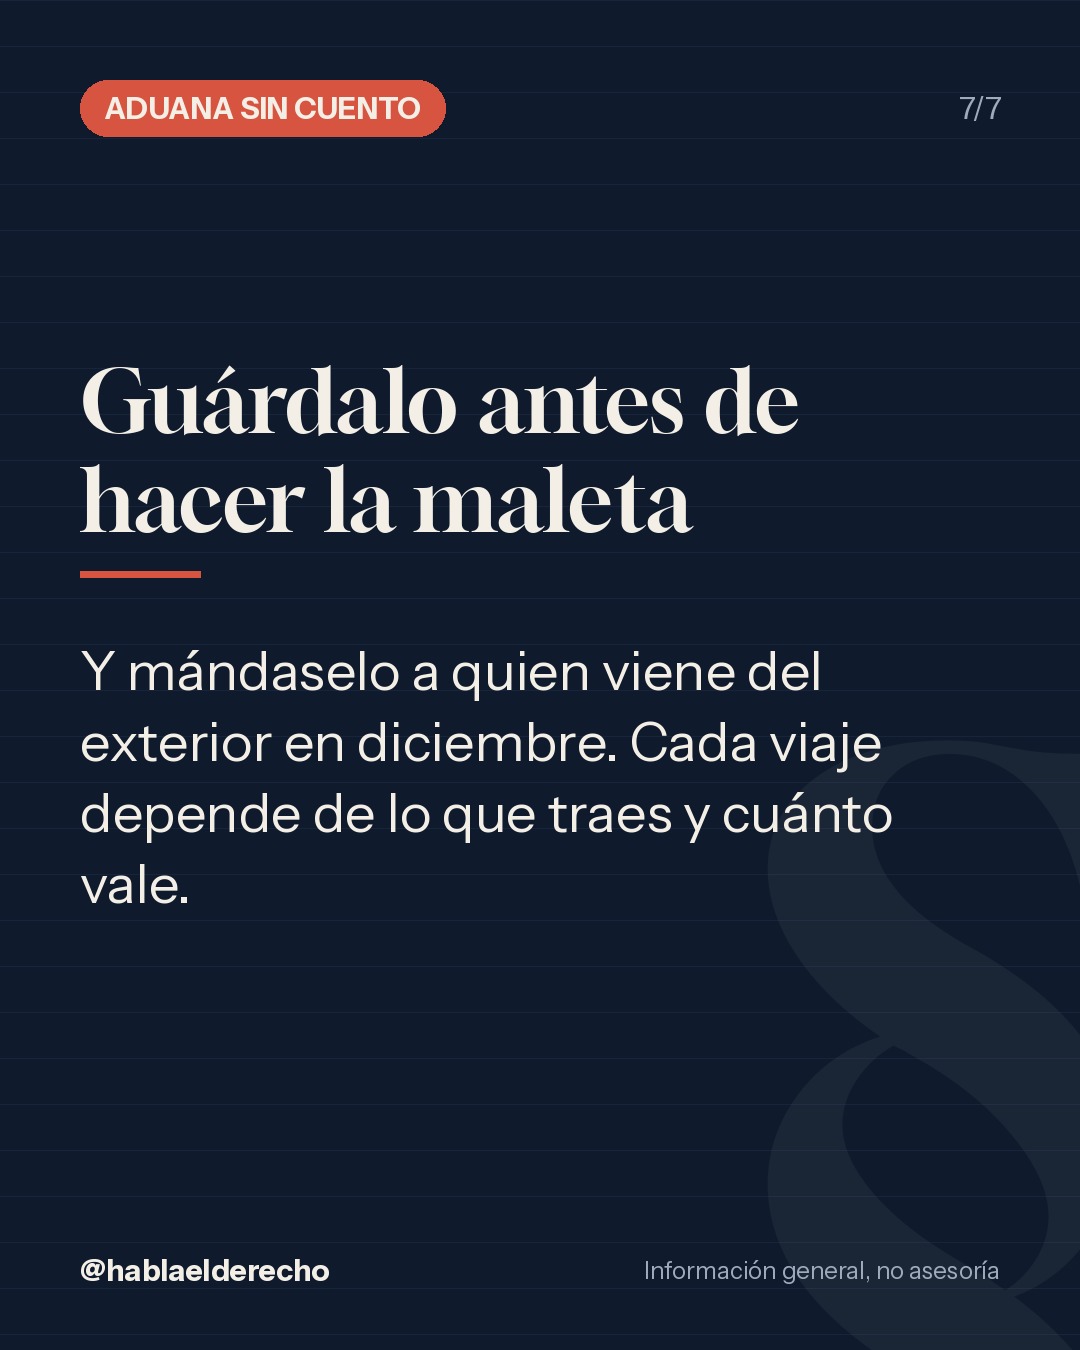 ADUANA SIN CUENTO
7/7
Guárdalo antes de
hacer la maleta
Y mándaselo a quien viene del
exterior en diciembre. Cada viaje
depende de lo que traes y cuánto
vale.
§
@hablaelderecho
Información general, no asesoría